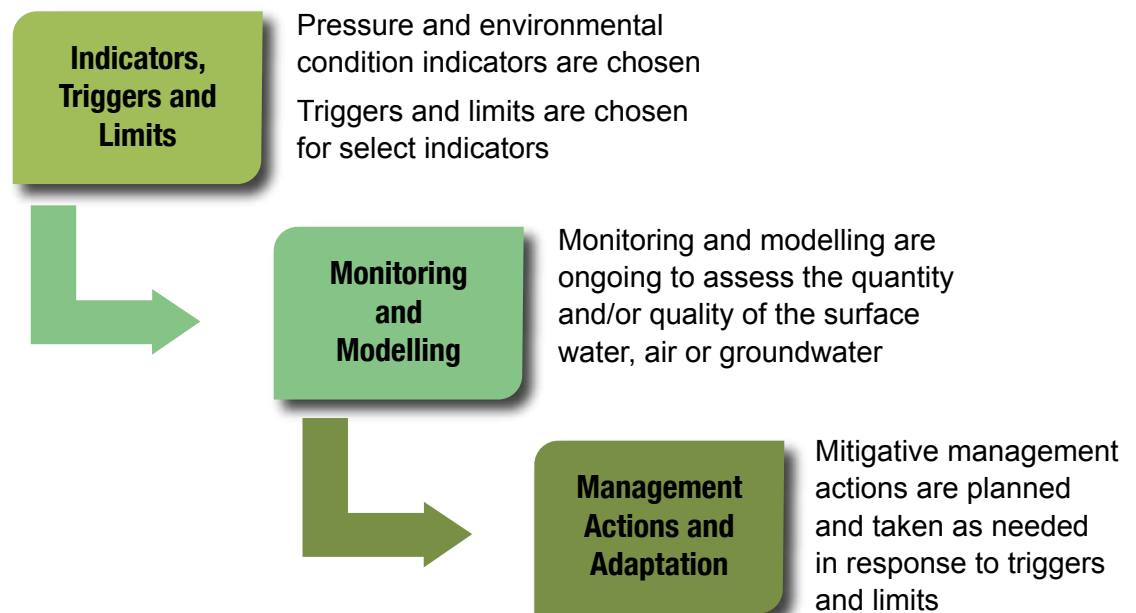 Indicators,
Triggers and
Limits
Pressure and environmental
condition indicators are chosen
Triggers and limits are chosen
for select indicators
Monitoring
and
Modelling
Monitoring and modelling are
ongoing to assess the quantity
and/or quality of the surface
water, air or groundwater
Management
Actions and
Adaptation
Mitigative management
actions are planned
and taken as needed
in response to triggers
and limits